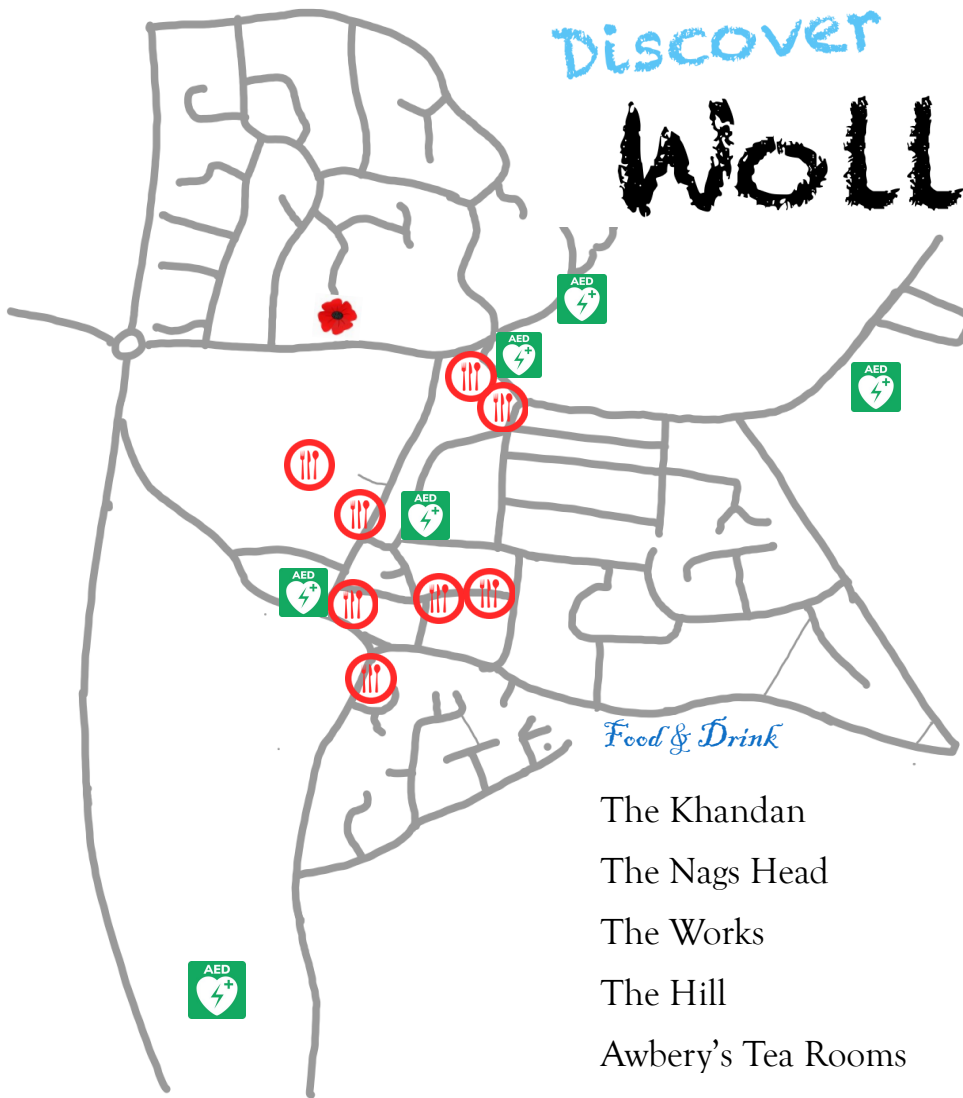 Discover
Woll
AED
AED
AED
AED
AED
Food & Drink
The Khandan
The Nags Head
The Works
The Hill
AED
Awbery's Tea Rooms